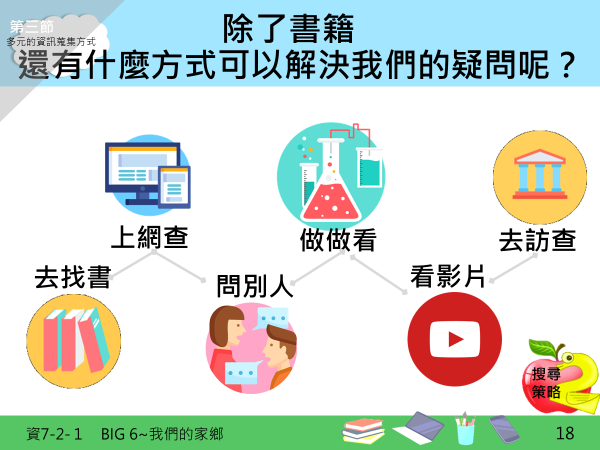 第三節
多元的資訊蒐集方式
除了書籍
還有什麼方式可以解決我們的疑問呢？
上網查
做做看
去訪查
去找書
問別人
看影片
搜尋
策略
資7-2-1 BIG 6~我們的家鄉
18